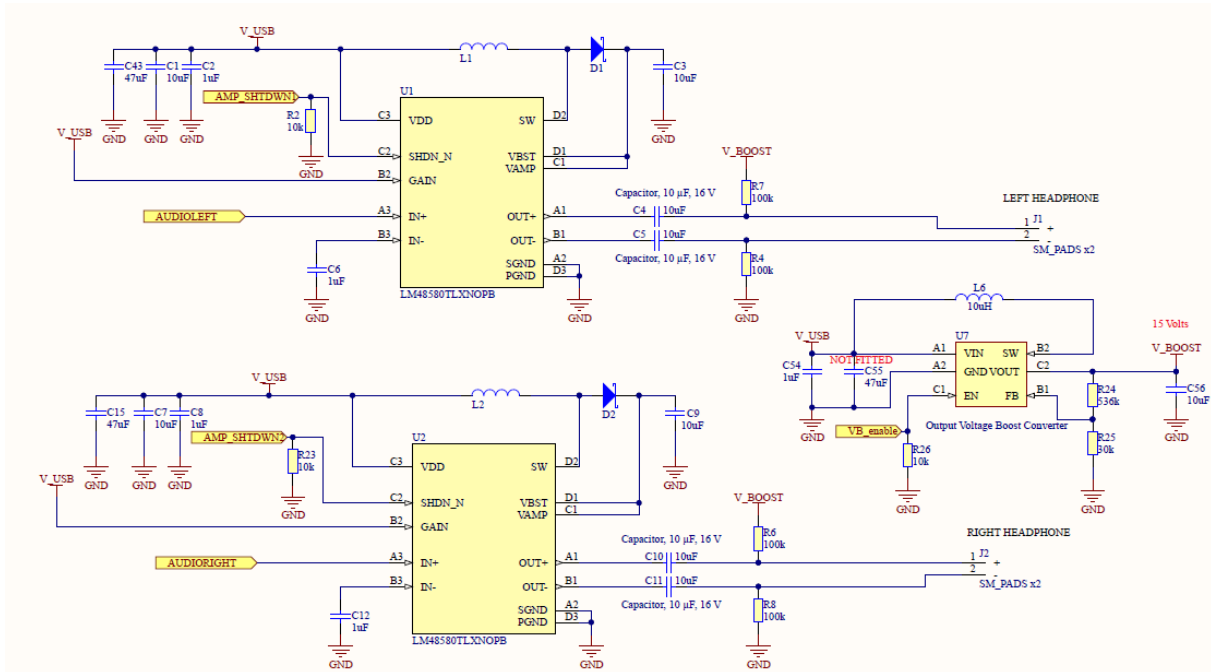 V_USB
L1
D1
C43
47uF
C1
10uF
C2
1uF
C3
10uF
GND
GND
GND
GND
AMP_SHTDWN1
R2
10k
GND
V_USB
U1
C3 VDD
SW D2
C2 SHDN_N
VBST D1
B2 GAIN
VAMP C1
A3 IN+
OUT+ A1
B3 IN-
OUT- B1
SGND A2
PGND D3
LM48580TLXNOPB
AUDIOLEFT
C6
1uF
GND
GND
Capacitor, 10 µF, 16 V
C4 10uF
C5 10uF
Capacitor, 10 µF, 16 V
V_BOOST
R7
100k
R4
100k
GND
LEFT HEADPHONE
J1
1 +
2 -
SM_PADS x2
L6
10uH
U7
15 Volts
V_USB
V_BOOST
NOT FITTED
C54
1uF
C55
47uF
A1 VIN
SW B2
A2 GND
VOUT C2
C1 EN
FB B1
R24
536k
C56
10uF
GND
GND
VB_enable
Output Voltage Boost Converter
R26
10k
R25
30k
GND
GND
V_USB
L2
D2
C15
47uF
C7
10uF
C8
1uF
C9
10uF
GND
GND
GND
GND
AMP_SHTDWN2
R23
10k
GND
V_USB
U2
C3 VDD
SW D2
C2 SHDN_N
VBST D1
B2 GAIN
VAMP C1
A3 IN+
OUT+ A1
B3 IN-
OUT- B1
SGND A2
PGND D3
LM48580TLXNOPB
AUDIORIGHT
C12
1uF
GND
GND
Capacitor, 10 µF, 16 V
C10 10uF
C11 10uF
Capacitor, 10 µF, 16 V
V_BOOST
R6
100k
R8
100k
GND
RIGHT HEADPHONE
J2
1 +
2 -
SM_PADS x2